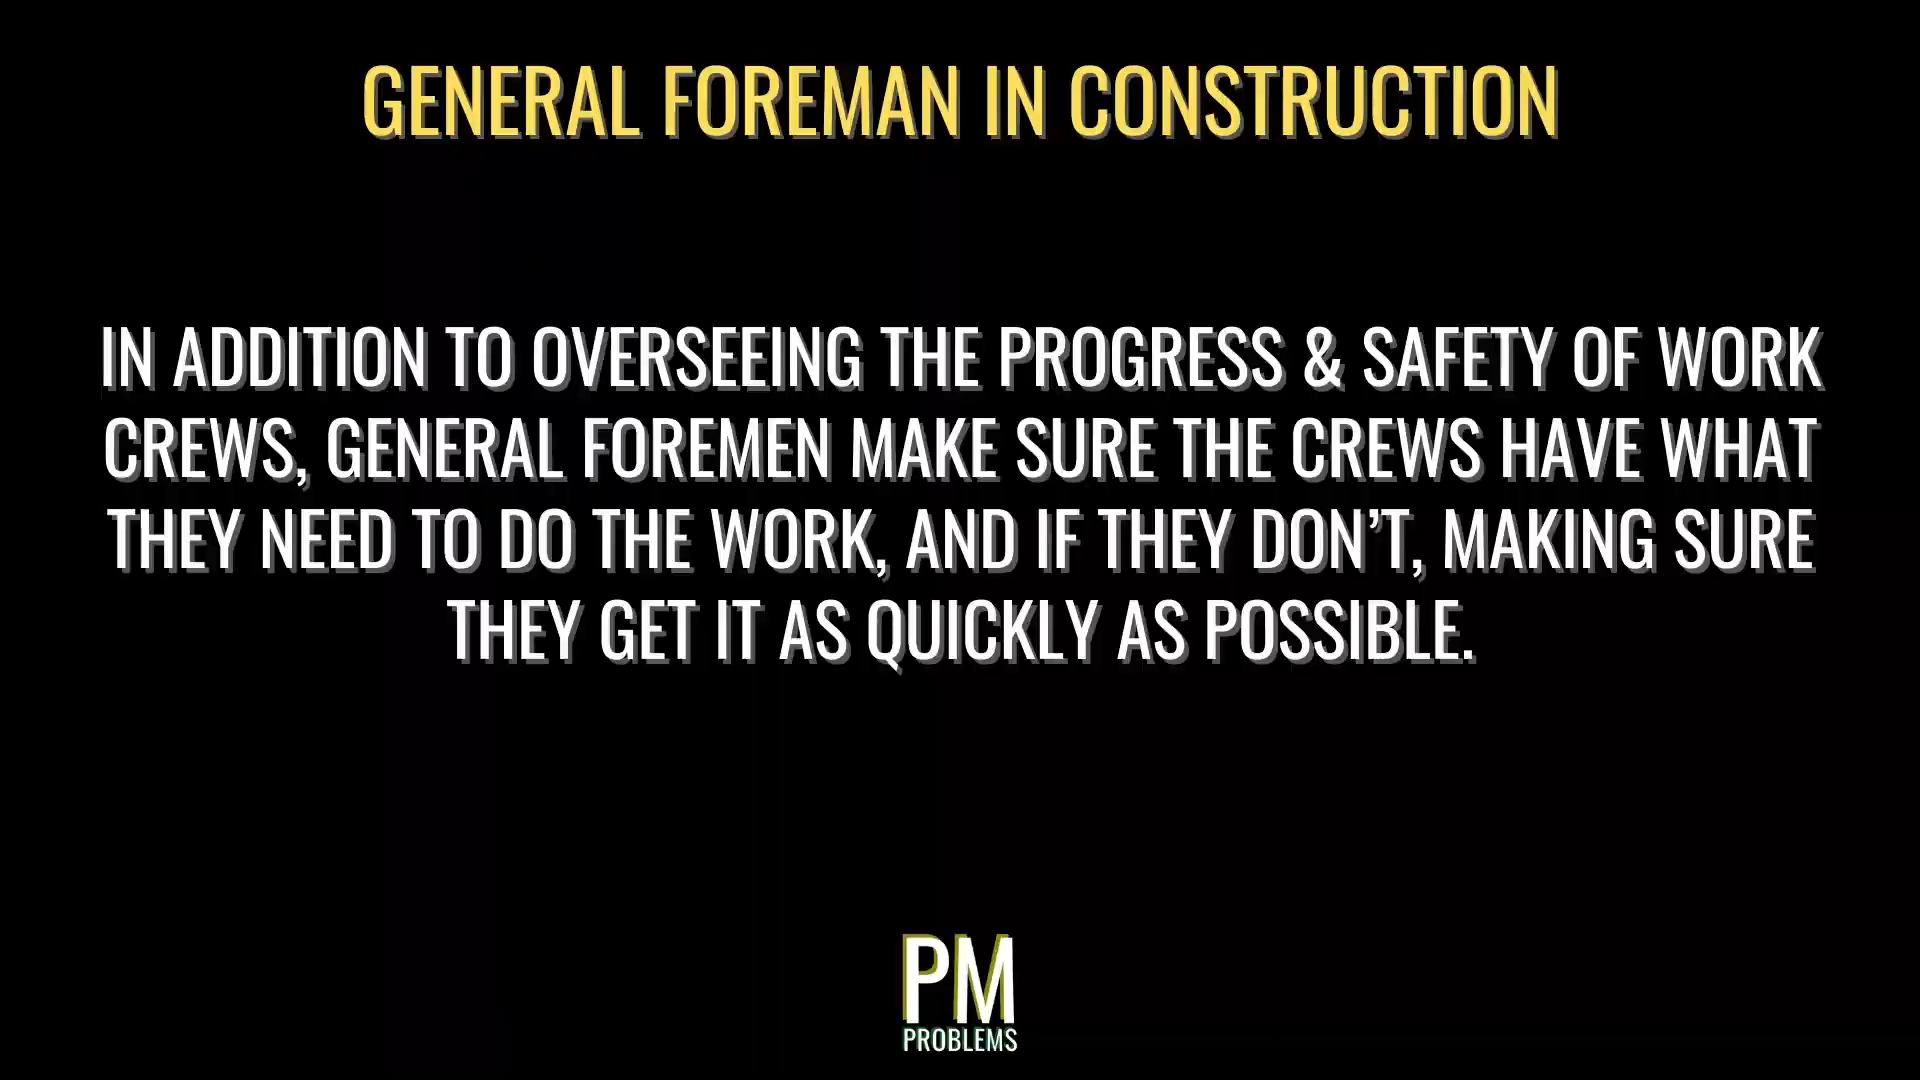 GENERAL FOREMAN IN CONSTRUCTION
IN ADDITION TO OVERSEEING THE PROGRESS & SAFETY OF WORK
CREWS, GENERAL FOREMEN MAKE SURE THE CREWS HAVE WHAT
THEY NEED TO DO THE WORK, AND IF THEY DON’T, MAKING SURE
THEY GET IT AS QUICKLY AS POSSIBLE.
PM
PROBLEMS